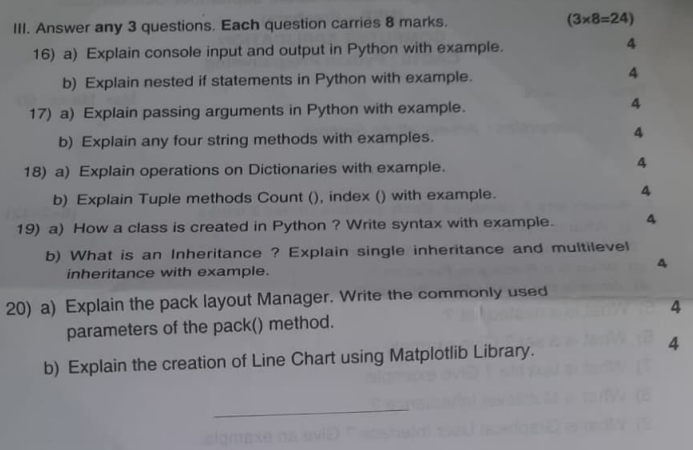 III. Answer any 3 questions. Each question carries 8 marks. (3×8=24)
16) a) Explain console input and output in Python with example. 4
b) Explain nested if statements in Python with example. 4
17) a) Explain passing arguments in Python with example. 4
b) Explain any four string methods with examples. 4
18) a) Explain operations on Dictionaries with example. 4
b) Explain Tuple methods Count (), index () with example. 4
19) a) How a class is created in Python ? Write syntax with example. 4
b) What is an Inheritance ? Explain single inheritance and multilevel
inheritance with example. 4
20) a) Explain the pack layout Manager. Write the commonly used
parameters of the pack() method. 4
b) Explain the creation of Line Chart using Matplotlib Library. 4